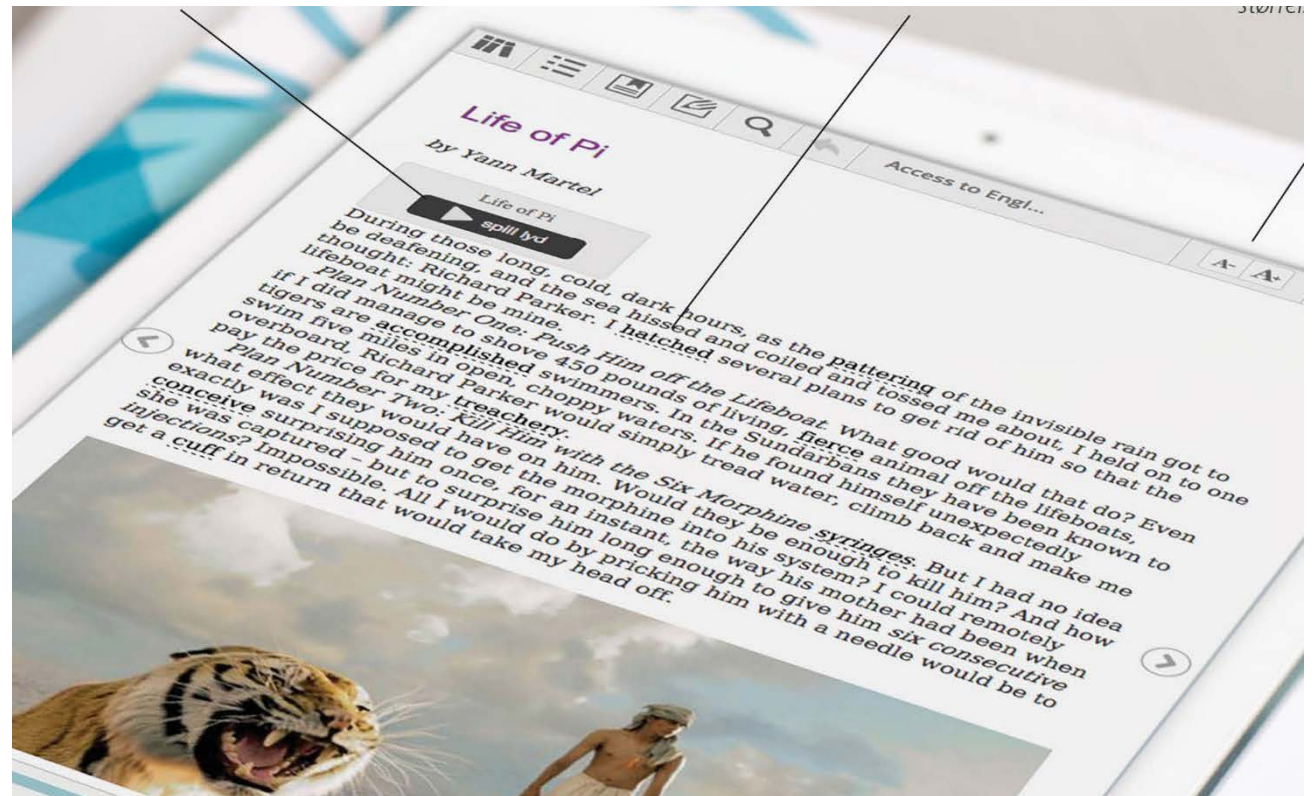 Access to Engl...
A- A+
Life of Pi
by Yann Martel
Life of Pi
spill lyd
During those long, cold, dark hours, as the pattering of the invisible rain got to
be deafening, and the sea hissed and coiled and tossed me about, I held on to one
thought: Richard Parker. I hatched several plans to get rid of him so that the
lifeboat might be mine.
Plan Number One: Push Him off the Lifeboat. What good would that do? Even
if I did manage to shove 450 pounds of living, fierce animal off the lifeboats,
tigers are accomplished swimmers. In the Sundarbans they have been known to
swim five miles in open, choppy waters. If he found himself unexpectedly
overboard, Richard Parker would simply tread water, climb back and make me
pay the price for my treachery.
Plan Number Two: Kill Him with the Six Morphine syringes. But I had no idea
what effect they would have on him. Would they be enough to kill him? And how
exactly was I supposed to get the morphine into his system? I could remotely
conceive surprising him once, for an instant, the way his mother had been when
she was captured – but to surprise him long enough to give him six consecutive
injections? Impossible. All I would do by pricking him with a needle would be to
get a cuff in return that would take my head off.